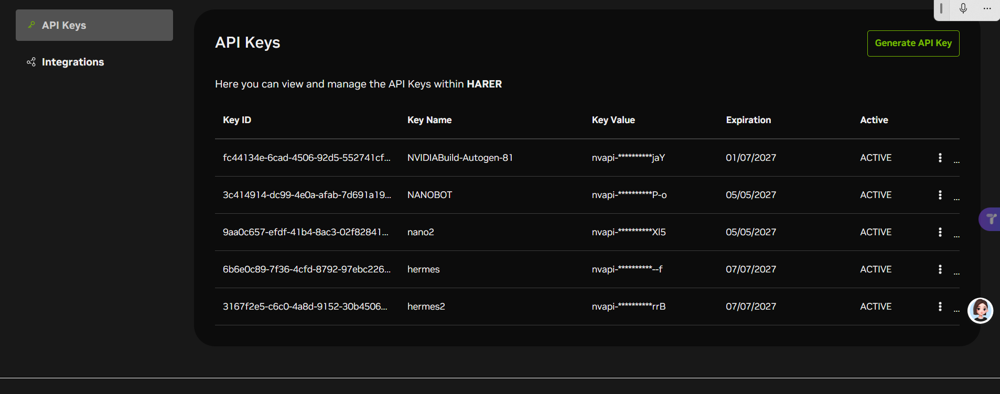 API Keys
Integrations
API Keys
Generate API Key
Here you can view and manage the API Keys within HARER
Key ID Key Name Key Value Expiration Active
fc44134e-6cad-4506-92d5-552741cf... NVIDIABuild-Autogen-81 nvapi-**********jaY 01/07/2027 ACTIVE ...
3c414914-dc99-4e0a-afab-7d691a19... NANOBOT nvapi-**********P-o 05/05/2027 ACTIVE ...
9aa0c657-efdf-41b4-8ac3-02f82841... nano2 nvapi-**********Xl5 05/05/2027 ACTIVE ...
6b6e0c89-7f36-4cfd-8792-97ebc226... hermes nvapi-**********--f 07/07/2027 ACTIVE ...
3167f2e5-c6c0-4a8d-9152-30b4506... hermes2 nvapi-**********rrB 07/07/2027 ACTIVE ...